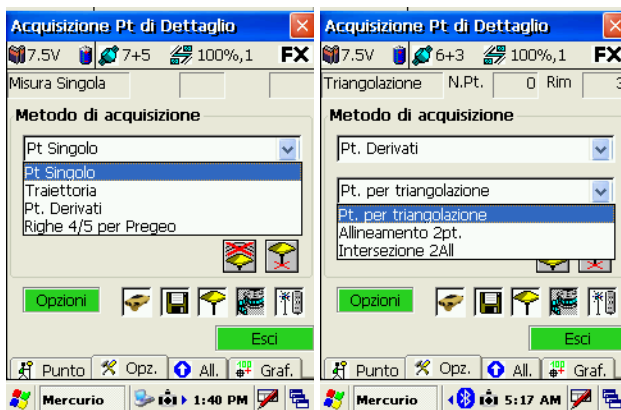 Acquisizione Pt di Dettaglio
7.5V 7+5 100%,1 FX
Misura Singola
Metodo di acquisizione
Pt Singolo
Pt Singolo
Traiettoria
Pt. Derivati
Righe 4/5 per Pregeo
Opzioni
Esci
Punto Opz. All. Graf.
Mercurio 1:40 PM
Acquisizione Pt di Dettaglio
7.5V 6+3 100%,1 FX
Triangolazione N.Pt. 0 Rim 3
Metodo di acquisizione
Pt. Derivati
Pt. per triangolazione
Pt. per triangolazione
Allineamento 2pt.
Intersezione 2All
Opzioni
Esci
Punto Opz. All. Graf.
Mercurio 5:17 AM